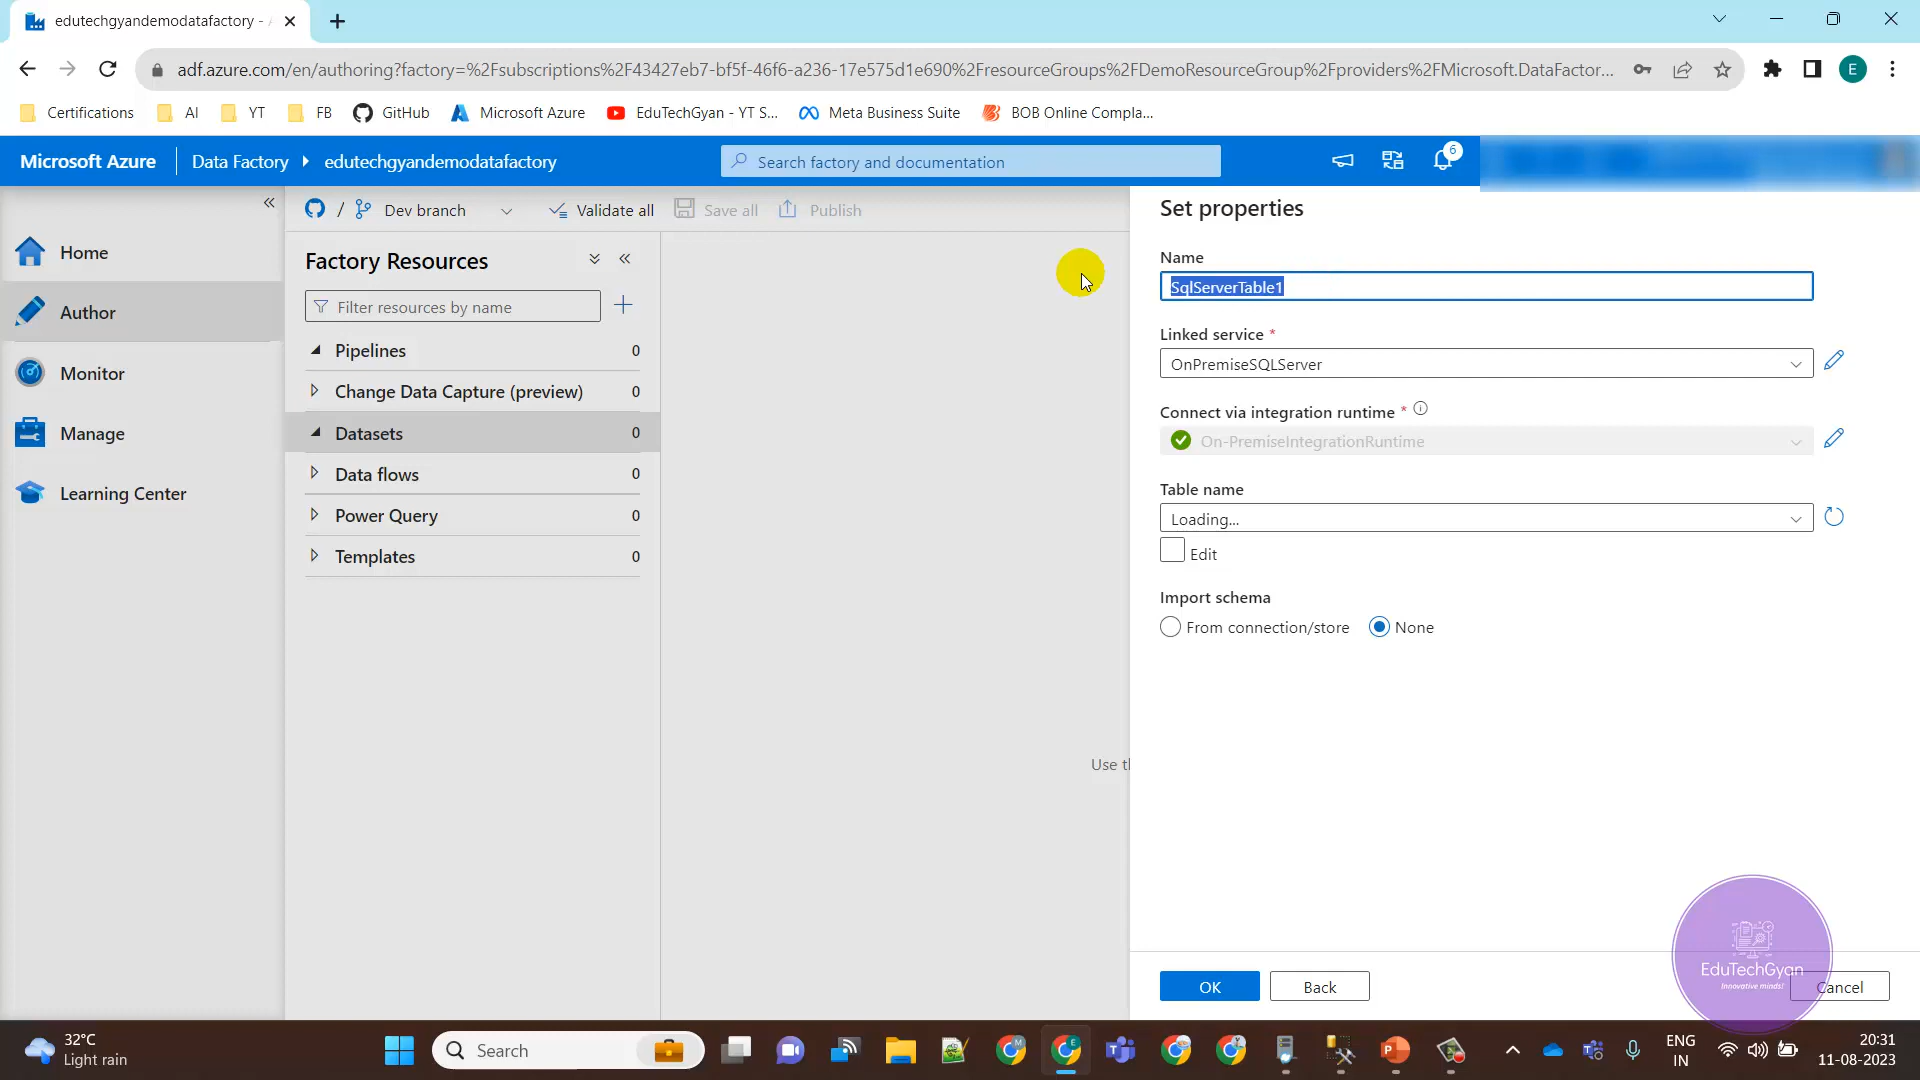 edutechgyandemodatafactory - A
adf.azure.com/en/authoring?factory=%2Fsubscriptions%2F43427eb7-bf5f-46f6-a236-17e575d1e690%2FresourceGroups%2FDemoResourceGroup%2Fproviders%2FMicrosoft.DataFactor...
E
Certifications
AI
YT
FB
GitHub
Microsoft Azure
EduTechGyan - YT S...
Meta Business Suite
BOB Online Compla...
Microsoft Azure
Data Factory
edutechgyandemodatafactory
Search factory and documentation
6
Home
Author
Monitor
Manage
Learning Center
/
Dev branch
Validate all
Save all
Publish
Factory Resources
Filter resources by name
Pipelines 0
Change Data Capture (preview) 0
Datasets 0
Data flows 0
Power Query 0
Templates 0
Use th
Set properties
Name
SqlServerTable1
Linked service *
OnPremiseSQLServer
Connect via integration runtime *
On-PremiseIntegrationRuntime
Table name
Loading...
Edit
Import schema
From connection/store
None
OK
Back
Cancel
EduTechGyan
Innovative minds!
32°C
Light rain
Search
ENG
IN
20:31
11-08-2023